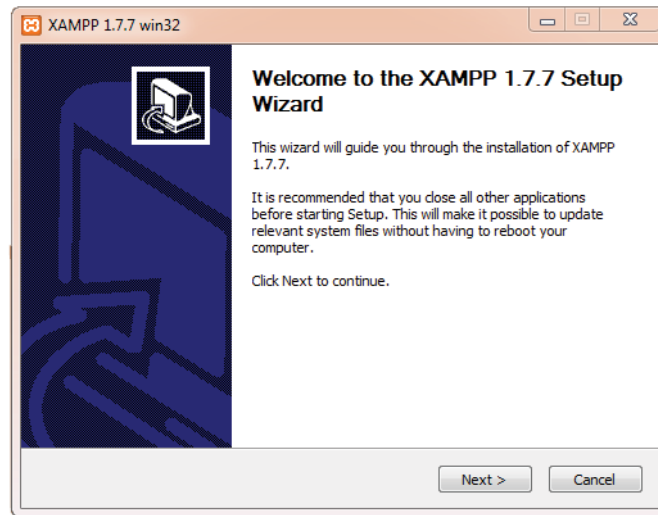 XAMPP 1.7.7 win32
Welcome to the XAMPP 1.7.7 Setup
Wizard
This wizard will guide you through the installation of XAMPP
1.7.7.
It is recommended that you close all other applications
before starting Setup. This will make it possible to update
relevant system files without having to reboot your
computer.
Click Next to continue.
Next >
Cancel